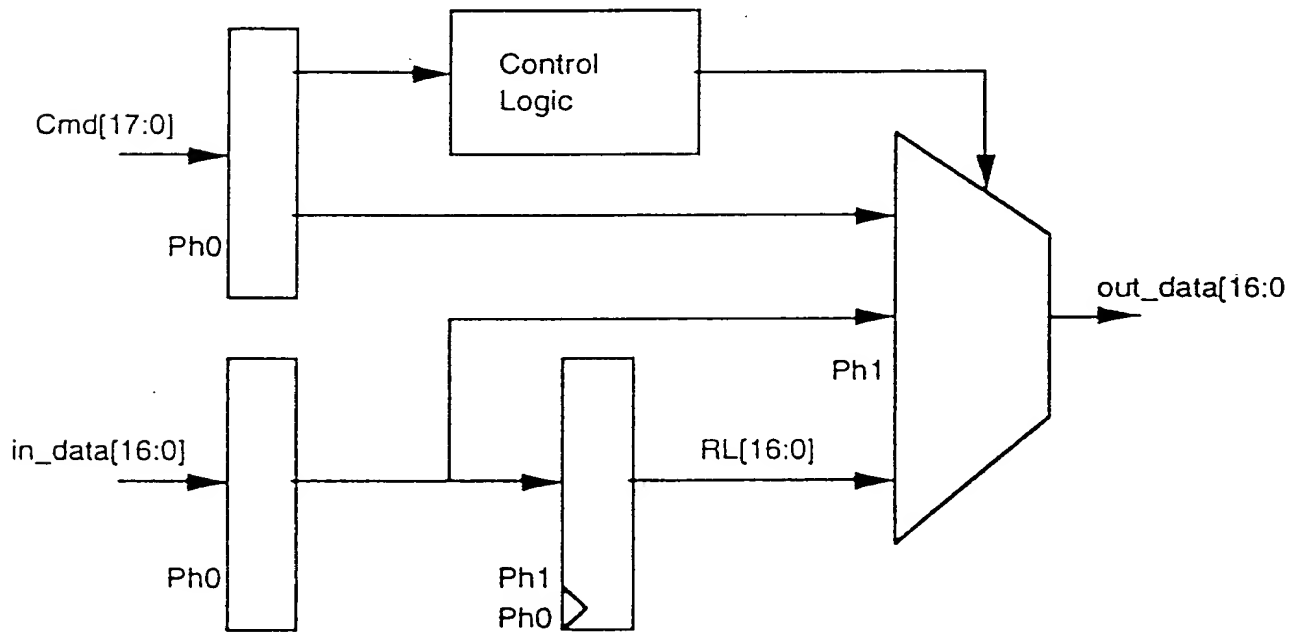 Control
Logic
Cmd[17:0]
Ph0
out_data[16:0
Ph1
in_data[16:0]
RL[16:0]
Ph0
Ph1
Ph0